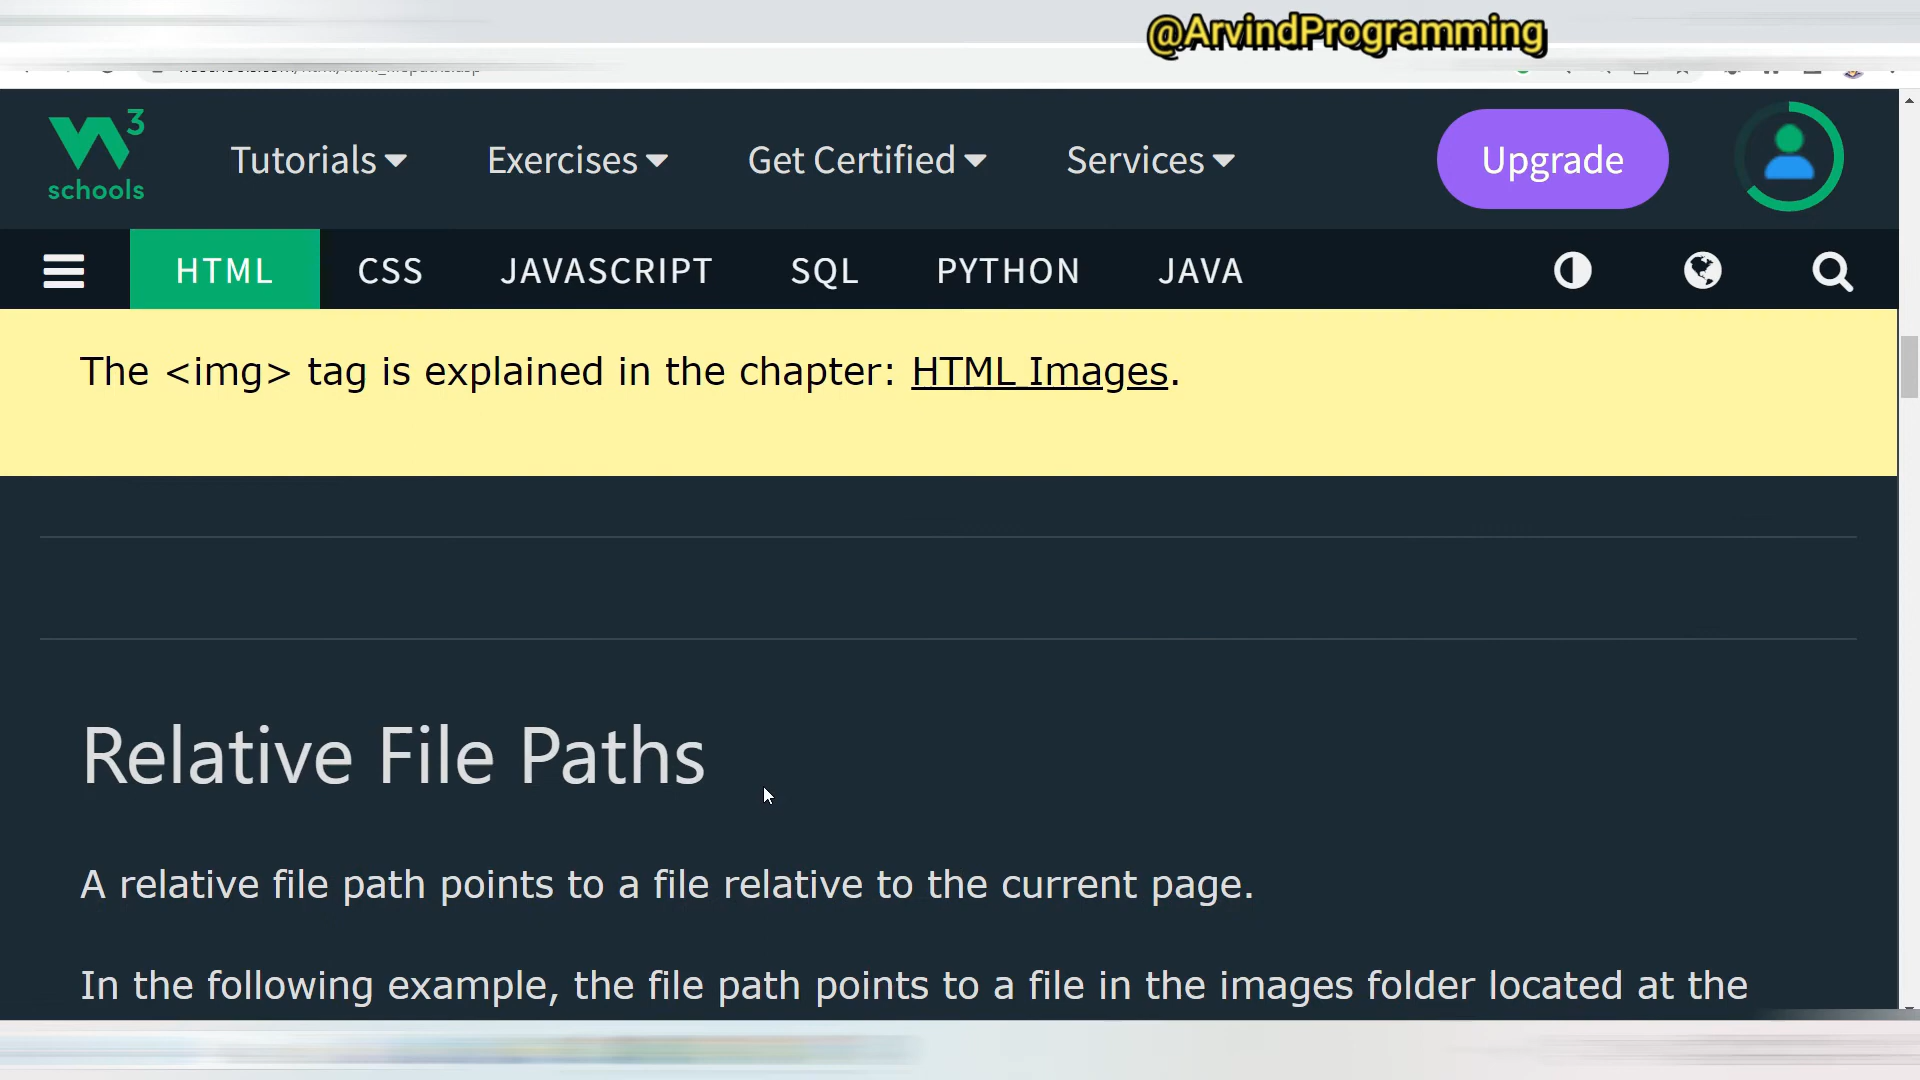 @ArvindProgramming
W3
schools
Tutorials
Exercises
Get Certified
Services
Upgrade
HTML
CSS
JAVASCRIPT
SQL
PYTHON
JAVA
The <img> tag is explained in the chapter: HTML Images.
Relative File Paths
A relative file path points to a file relative to the current page.
In the following example, the file path points to a file in the images folder located at the